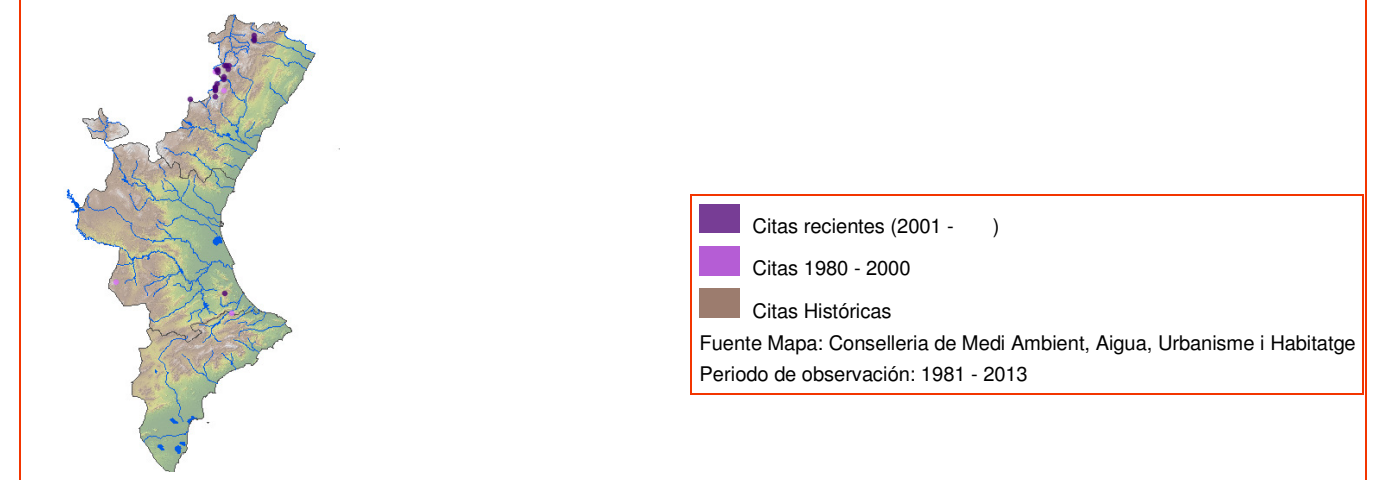 Citas recientes (2001 - )
Citas 1980 - 2000
Citas Históricas
Fuente Mapa: Conselleria de Medi Ambient, Aigua, Urbanisme i Habitatge
Periodo de observación: 1981 - 2013